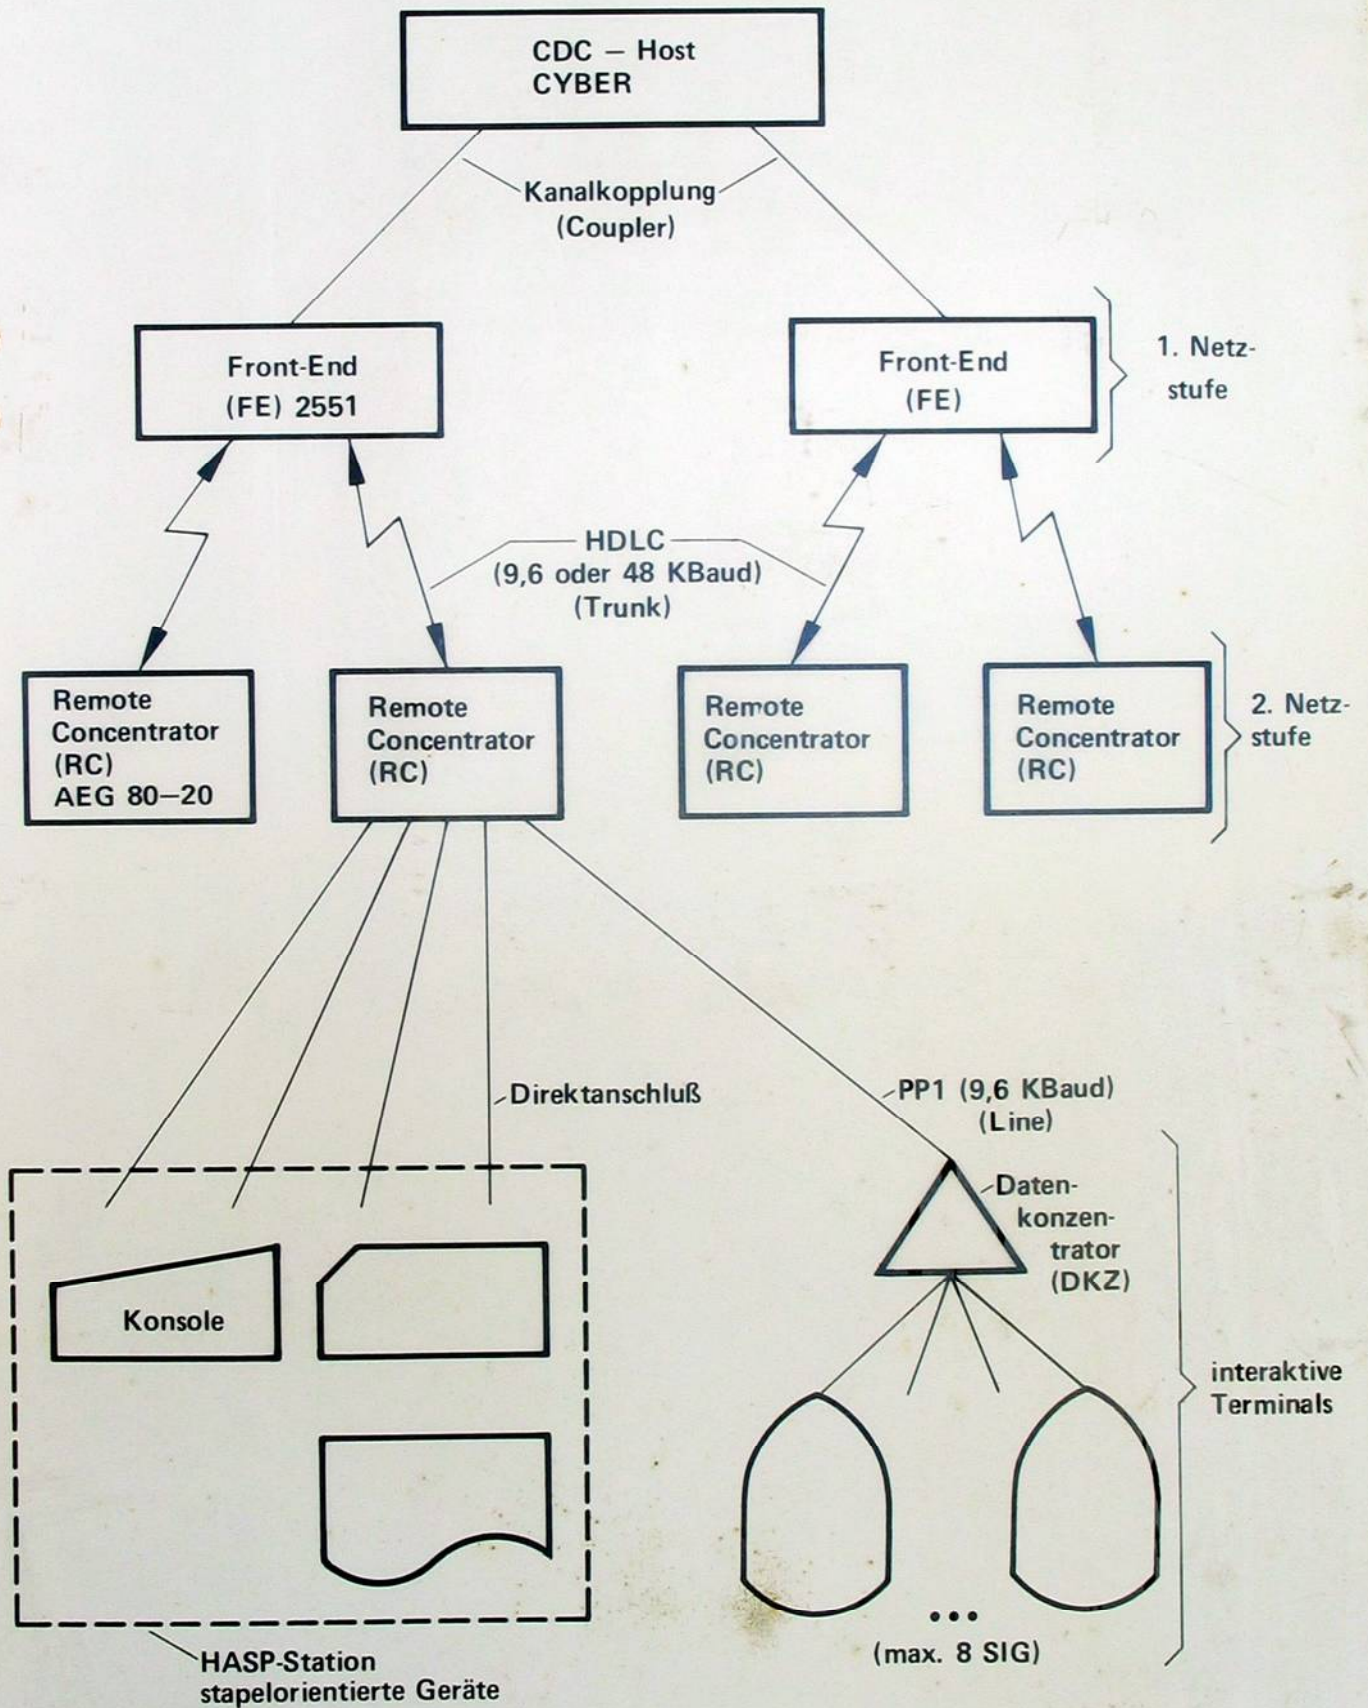 CDC – Host
CYBER
Kanalkopplung
(Coupler)
Front-End
(FE) 2551
Front-End
(FE)
1. Netz-
stufe
HDLC
(9,6 oder 48 KBaud)
(Trunk)
Remote
Concentrator
(RC)
AEG 80–20
Remote
Concentrator
(RC)
Remote
Concentrator
(RC)
Remote
Concentrator
(RC)
2. Netz-
stufe
Direktanschluß
PP1 (9,6 KBaud)
(Line)
Daten-
konzen-
trator
(DKZ)
Konsole
interaktive
Terminals
...
(max. 8 SIG)
HASP-Station
stapelorientierte Geräte